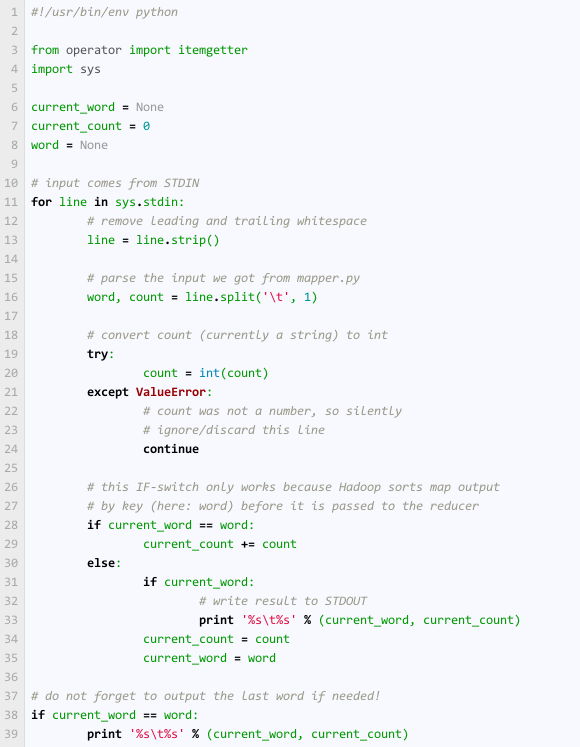 1 #!/usr/bin/env python
2
3 from operator import itemgetter
4 import sys
5
6 current_word = None
7 current_count = 0
8 word = None
9
10 # input comes from STDIN
11 for line in sys.stdin:
12         # remove leading and trailing whitespace
13         line = line.strip()
14
15         # parse the input we got from mapper.py
16         word, count = line.split('\t', 1)
17
18         # convert count (currently a string) to int
19         try:
20                 count = int(count)
21         except ValueError:
22                 # count was not a number, so silently
23                 # ignore/discard this line
24                 continue
25
26         # this IF-switch only works because Hadoop sorts map output
27         # by key (here: word) before it is passed to the reducer
28         if current_word == word:
29                 current_count += count
30         else:
31                 if current_word:
32                         # write result to STDOUT
33                         print '%s\t%s' % (current_word, current_count)
34                 current_count = count
35                 current_word = word
36
37 # do not forget to output the last word if needed!
38 if current_word == word:
39         print '%s\t%s' % (current_word, current_count)